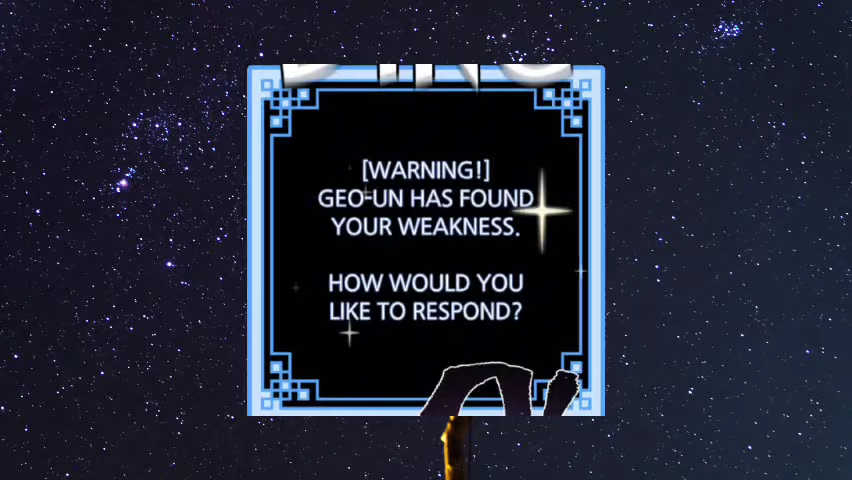 [WARNING!]
GEO-UN HAS FOUND
YOUR WEAKNESS.
HOW WOULD YOU
LIKE TO RESPOND?